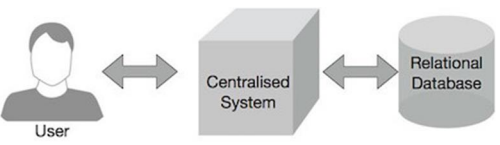 User
Centralised
System
Relational
Database